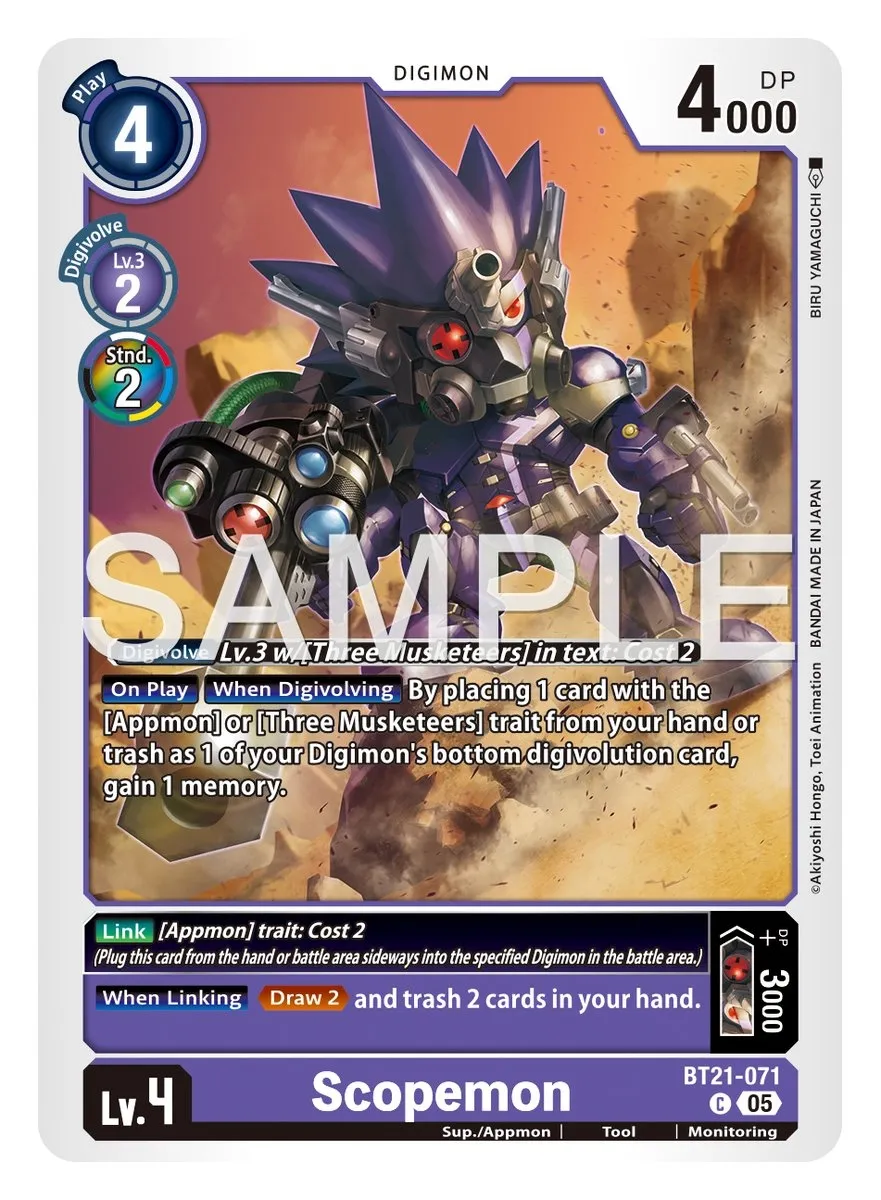 DIGIMON
Play
4
4000
DP
Digivolve
Lv.3
2
Stnd.
2
BIRU YAMAGUCHI
BANDAI MADE IN JAPAN
©Akiyoshi Hongo, Toei Animation
SAMPLE
Digivolve Lv.3 w/[Three Musketeers] in text: Cost 2
On Play When Digivolving By placing 1 card with the
[Appmon] or [Three Musketeers] trait from your hand or
trash as 1 of your Digimon's bottom digivolution card,
gain 1 memory.
Link [Appmon] trait: Cost 2
(Plug this card from the hand or battle area sideways into the specified Digimon in the battle area.)
When Linking Draw 2 and trash 2 cards in your hand.
DP
+3000
Lv.4
Scopemon
BT21-071
C 05
Sup./Appmon | Tool | Monitoring